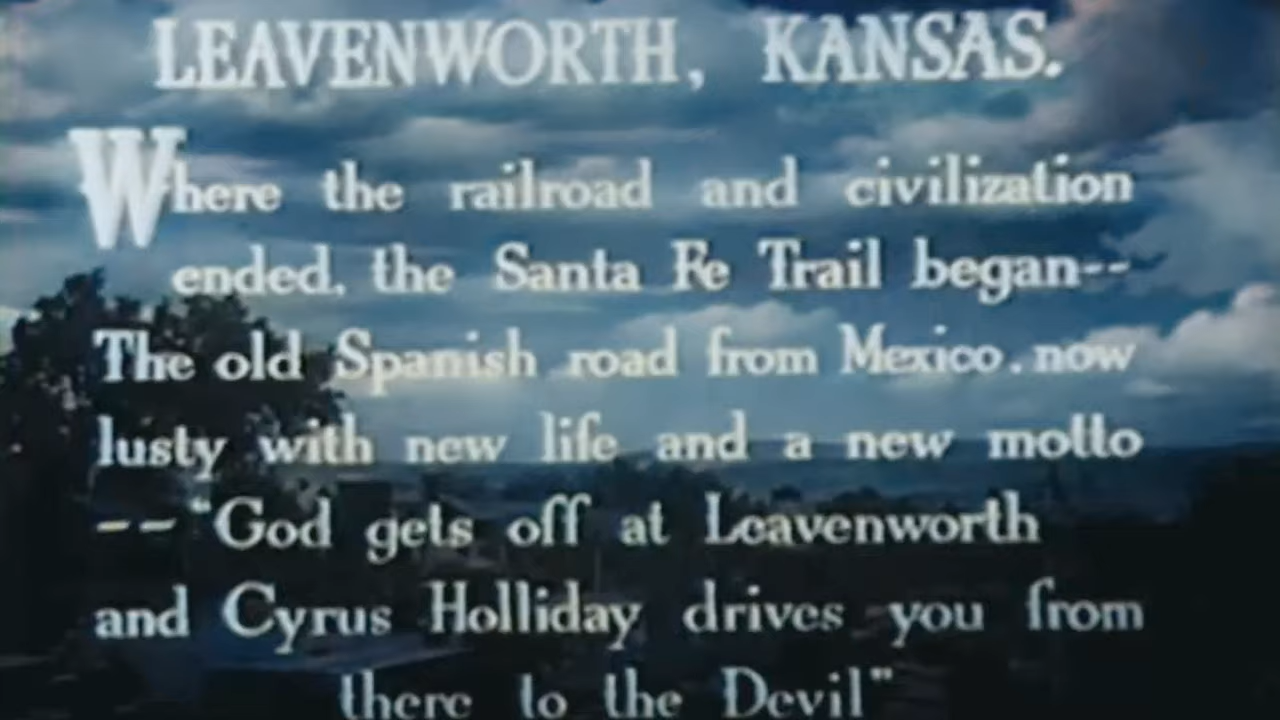 LEAVENWORTH, KANSAS.
Where the railroad and civilization
ended, the Santa Fe Trail began--
The old Spanish road from Mexico, now
lusty with new life and a new motto
-- "God gets off at Leavenworth
and Cyrus Holliday drives you from
there to the Devil"